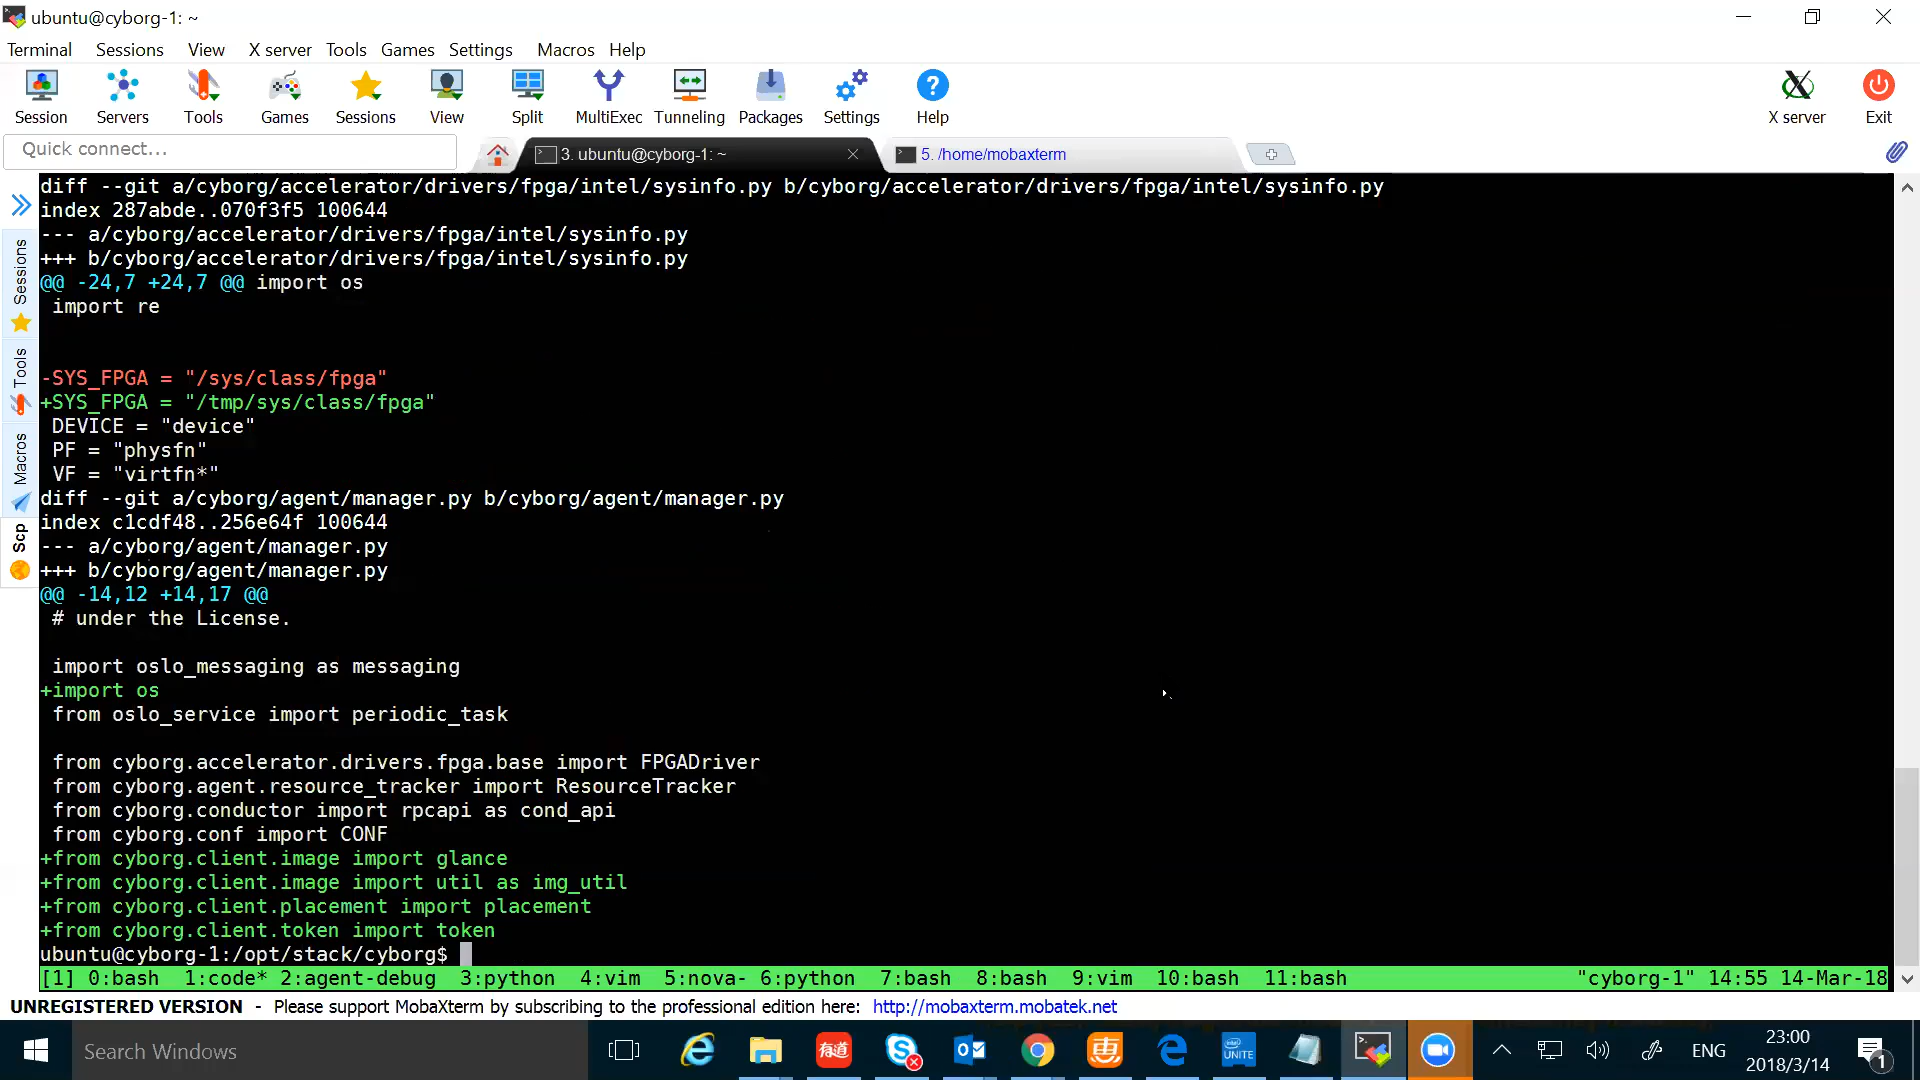 ubuntu@cyborg-1: ~
Terminal Sessions View X server Tools Games Settings Macros Help
Session Servers Tools Games Sessions View Split MultiExec Tunneling Packages Settings Help X server Exit
Quick connect...
3. ubuntu@cyborg-1: ~
5. /home/mobaxterm
Sessions
Tools
Macros
Scp
diff --git a/cyborg/accelerator/drivers/fpga/intel/sysinfo.py b/cyborg/accelerator/drivers/fpga/intel/sysinfo.py
index 287abde..070f3f5 100644
--- a/cyborg/accelerator/drivers/fpga/intel/sysinfo.py
+++ b/cyborg/accelerator/drivers/fpga/intel/sysinfo.py
@@ -24,7 +24,7 @@ import os
 import re
-SYS_FPGA = "/sys/class/fpga"
+SYS_FPGA = "/tmp/sys/class/fpga"
 DEVICE = "device"
 PF = "physfn"
 VF = "virtfn*"
diff --git a/cyborg/agent/manager.py b/cyborg/agent/manager.py
index c1cdf48..256e64f 100644
--- a/cyborg/agent/manager.py
+++ b/cyborg/agent/manager.py
@@ -14,12 +14,17 @@
 # under the License.
 import oslo_messaging as messaging
+import os
 from oslo_service import periodic_task
 from cyborg.accelerator.drivers.fpga.base import FPGADriver
 from cyborg.agent.resource_tracker import ResourceTracker
 from cyborg.conductor import rpcapi as cond_api
 from cyborg.conf import CONF
+from cyborg.client.image import glance
+from cyborg.client.image import util as img_util
+from cyborg.client.placement import placement
+from cyborg.client.token import token
ubuntu@cyborg-1:/opt/stack/cyborg$
[1] 0:bash 1:code* 2:agent-debug 3:python 4:vim 5:nova- 6:python 7:bash 8:bash 9:vim 10:bash 11:bash "cyborg-1" 14:55 14-Mar-18
UNREGISTERED VERSION - Please support MobaXterm by subscribing to the professional edition here: http://mobaxterm.mobatek.net
Search Windows
有道
惠
intel UNITE
ENG
23:00
2018/3/14
1